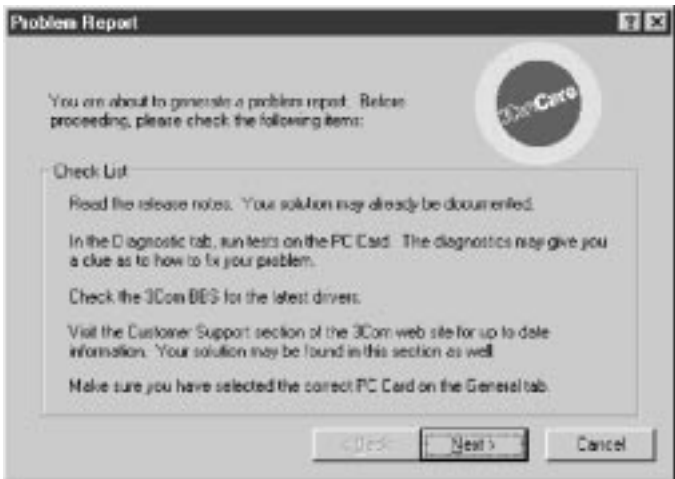 Problem Report
3ComCare
You are about to generate a problem report. Before
proceeding, please check the following items:
Check List
Read the release notes. Your solution may already be documented.
In the Diagnostic tab, run tests on the PC Card. The diagnostics may give you
a clue as to how to fix your problem.
Check the 3Com BBS for the latest drivers.
Visit the Customer Support section of the 3Com web site for up to date
information. Your solution may be found in this section as well
Make sure you have selected the correct PC Card on the General tab.
< Back Next > Cancel